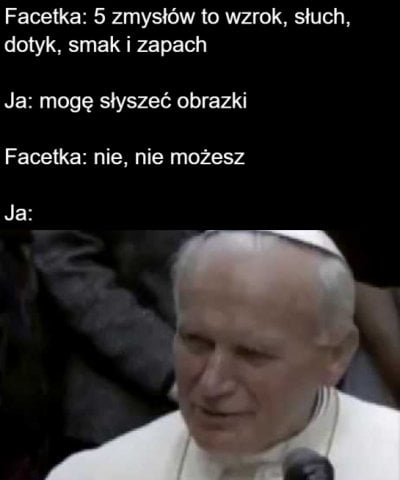 Facetka: 5 zmysłów to wzrok, słuch,
dotyk, smak i zapach
Ja: mogę słyszeć obrazki
Facetka: nie, nie możesz
Ja: